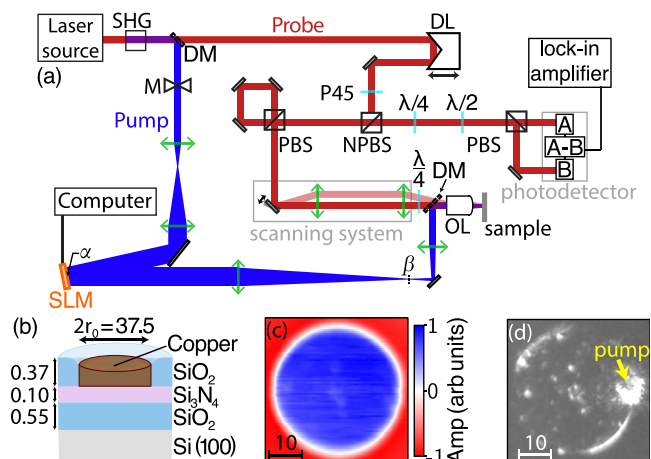 Laser
source
SHG
DM
Probe
DL
lock-in
amplifier
(a)
M
P45
λ/4
λ/2
A
A-B
B
Pump
PBS
NPBS
PBS
photodetector
λ/4
DM
Computer
scanning system
OL
sample
α
β
SLM
(b)
2r₀=37.5
Copper
0.37
SiO₂
0.10
Si₃N₄
0.55
SiO₂
Si(100)
(c)
10
1
0
-1
Amp (arb units)
(d)
pump
10